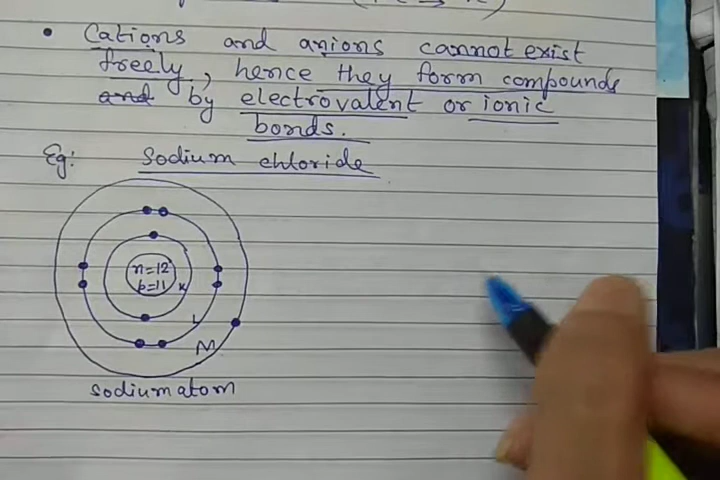 • Cations and anions cannot exist
freely, hence they form compounds
and by electrovalent or ionic
bonds.
Eg: Sodium chloride
n=12
p=11
K
L
M
sodium atom